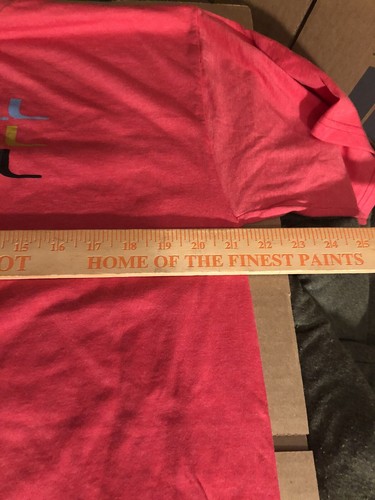 15 16 17 18 19 20 21 22 23 24 25
OT HOME OF THE FINEST PAINTS